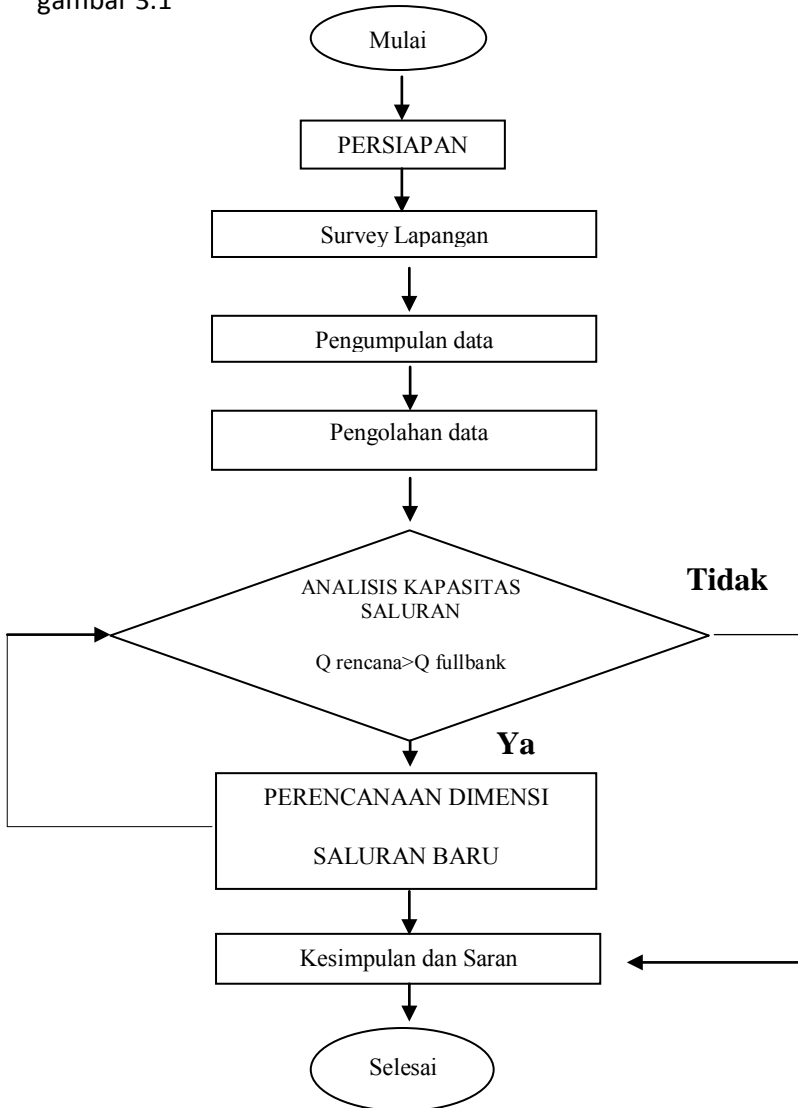 gambar 3.1
Mulai
PERSIAPAN
Survey Lapangan
Pengumpulan data
Pengolahan data
ANALISIS KAPASITAS
SALURAN
Q rencana>Q fullbank
Tidak
Ya
PERENCANAAN DIMENSI
SALURAN BARU
Kesimpulan dan Saran
Selesai